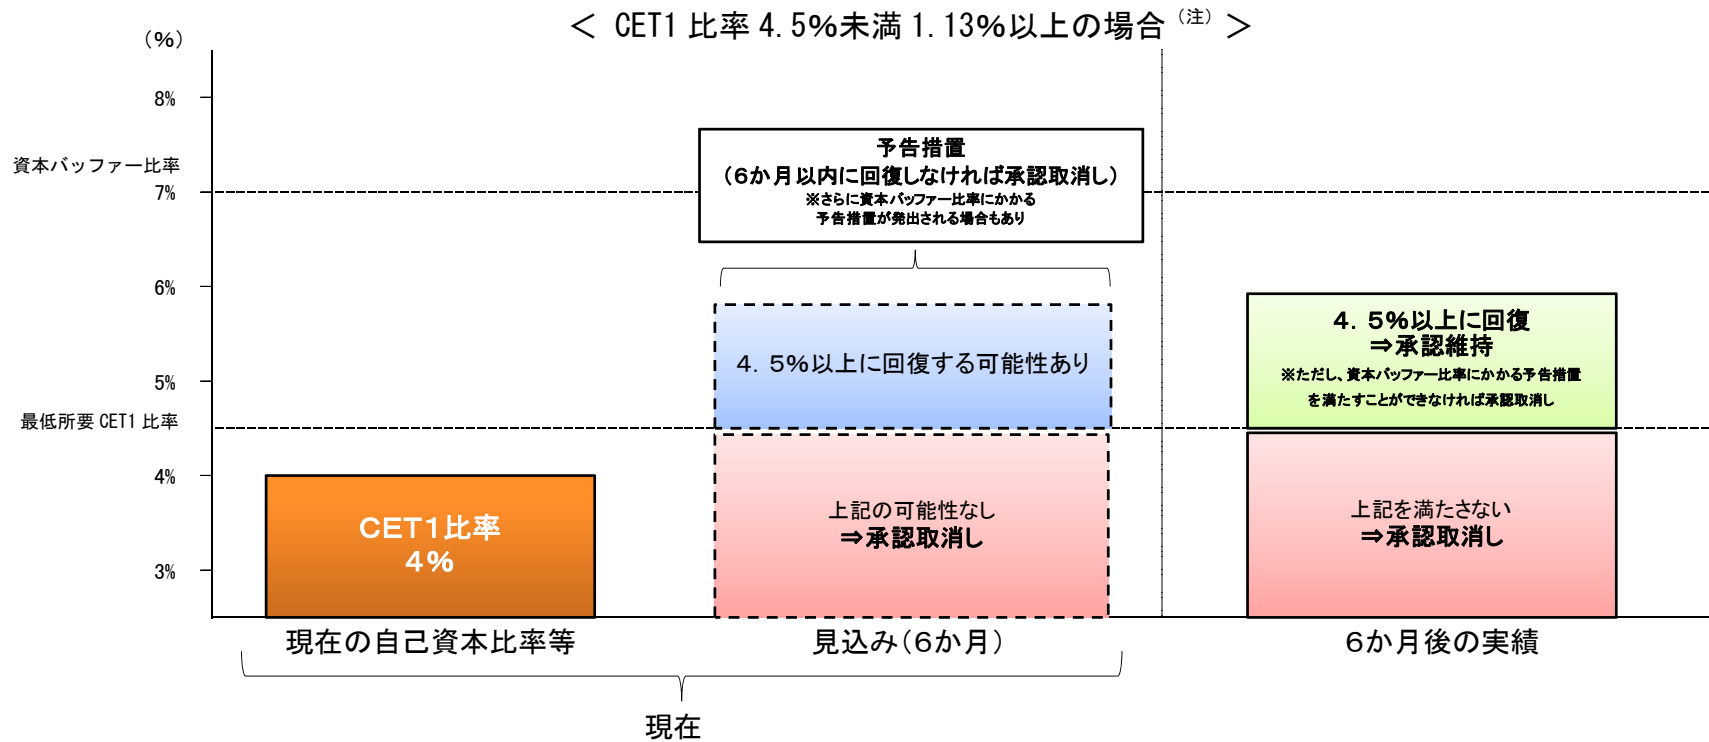 ＜ CET1 比率 4.5%未満 1.13%以上の場合（注）＞
（％）
8%
資本バッファー比率
7%
6%
5%
最低所要 CET1 比率
4%
3%
予告措置
（６か月以内に回復しなければ承認取消し）
※さらに資本バッファー比率にかかる
予告措置が発出される場合もあり
４．５％以上に回復する可能性あり
４．５％以上に回復
⇒承認維持
※ただし、資本バッファー比率にかかる予告措置
を満たすことができなければ承認取消し
ＣＥＴ１比率
４％
上記の可能性なし
⇒承認取消し
上記を満たさない
⇒承認取消し
現在の自己資本比率等
見込み（６か月）
６か月後の実績
現在